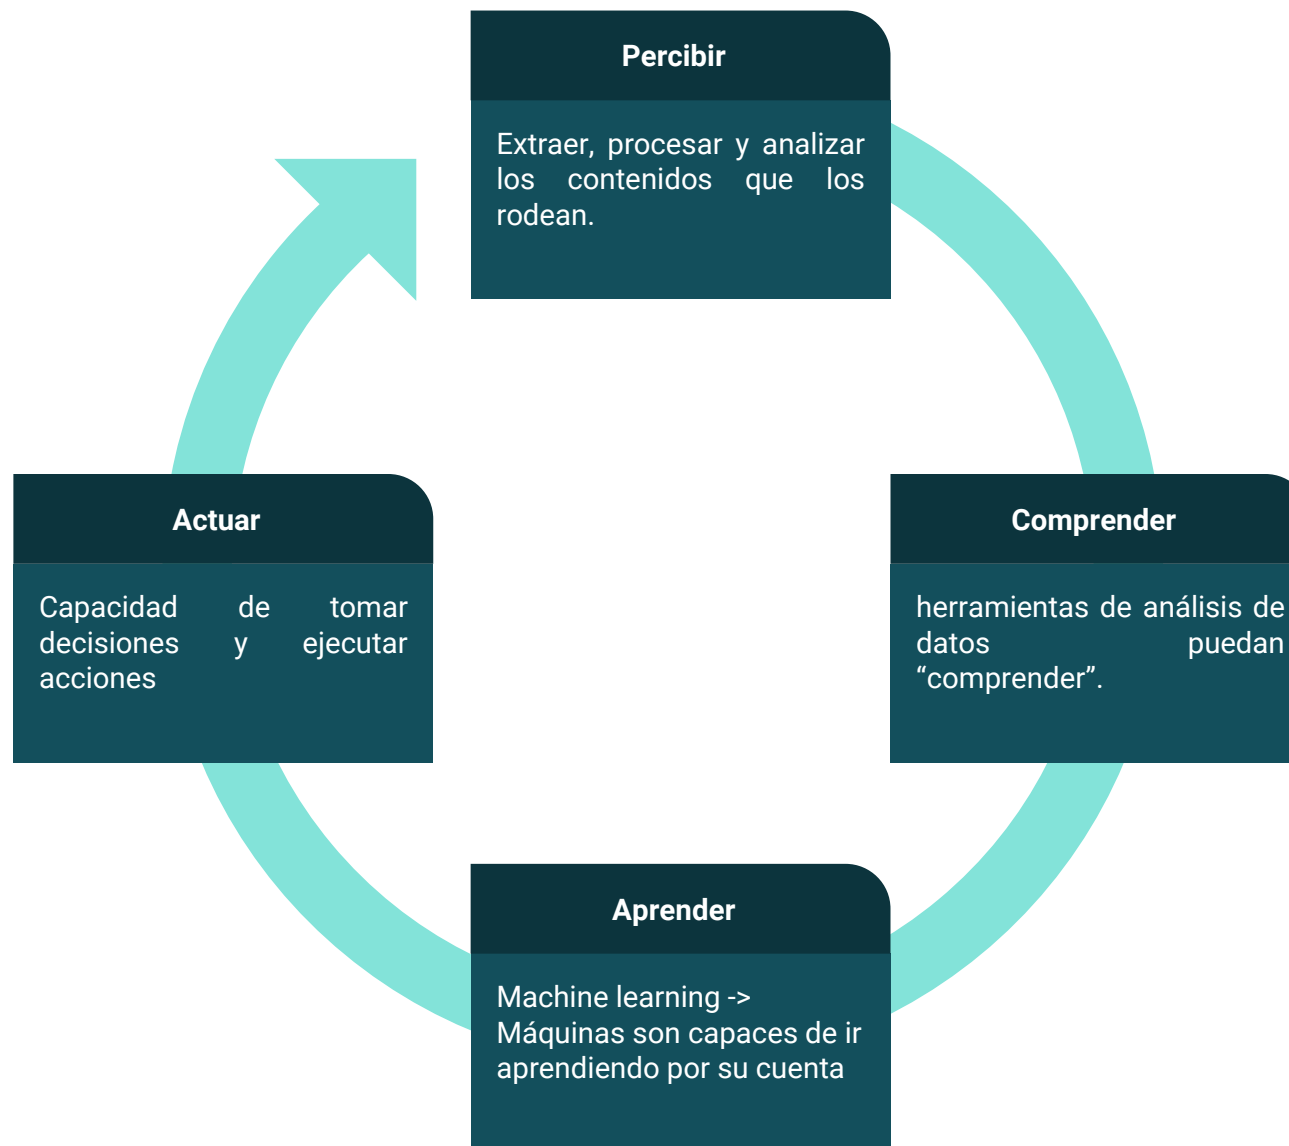 Percibir
Extraer, procesar y analizar
los contenidos que los
rodean.
Actuar
Capacidad de tomar
decisiones y ejecutar
acciones
Comprender
herramientas de análisis de
datos puedan
“comprender”.
Aprender
Machine learning ->
Máquinas son capaces de ir
aprendiendo por su cuenta